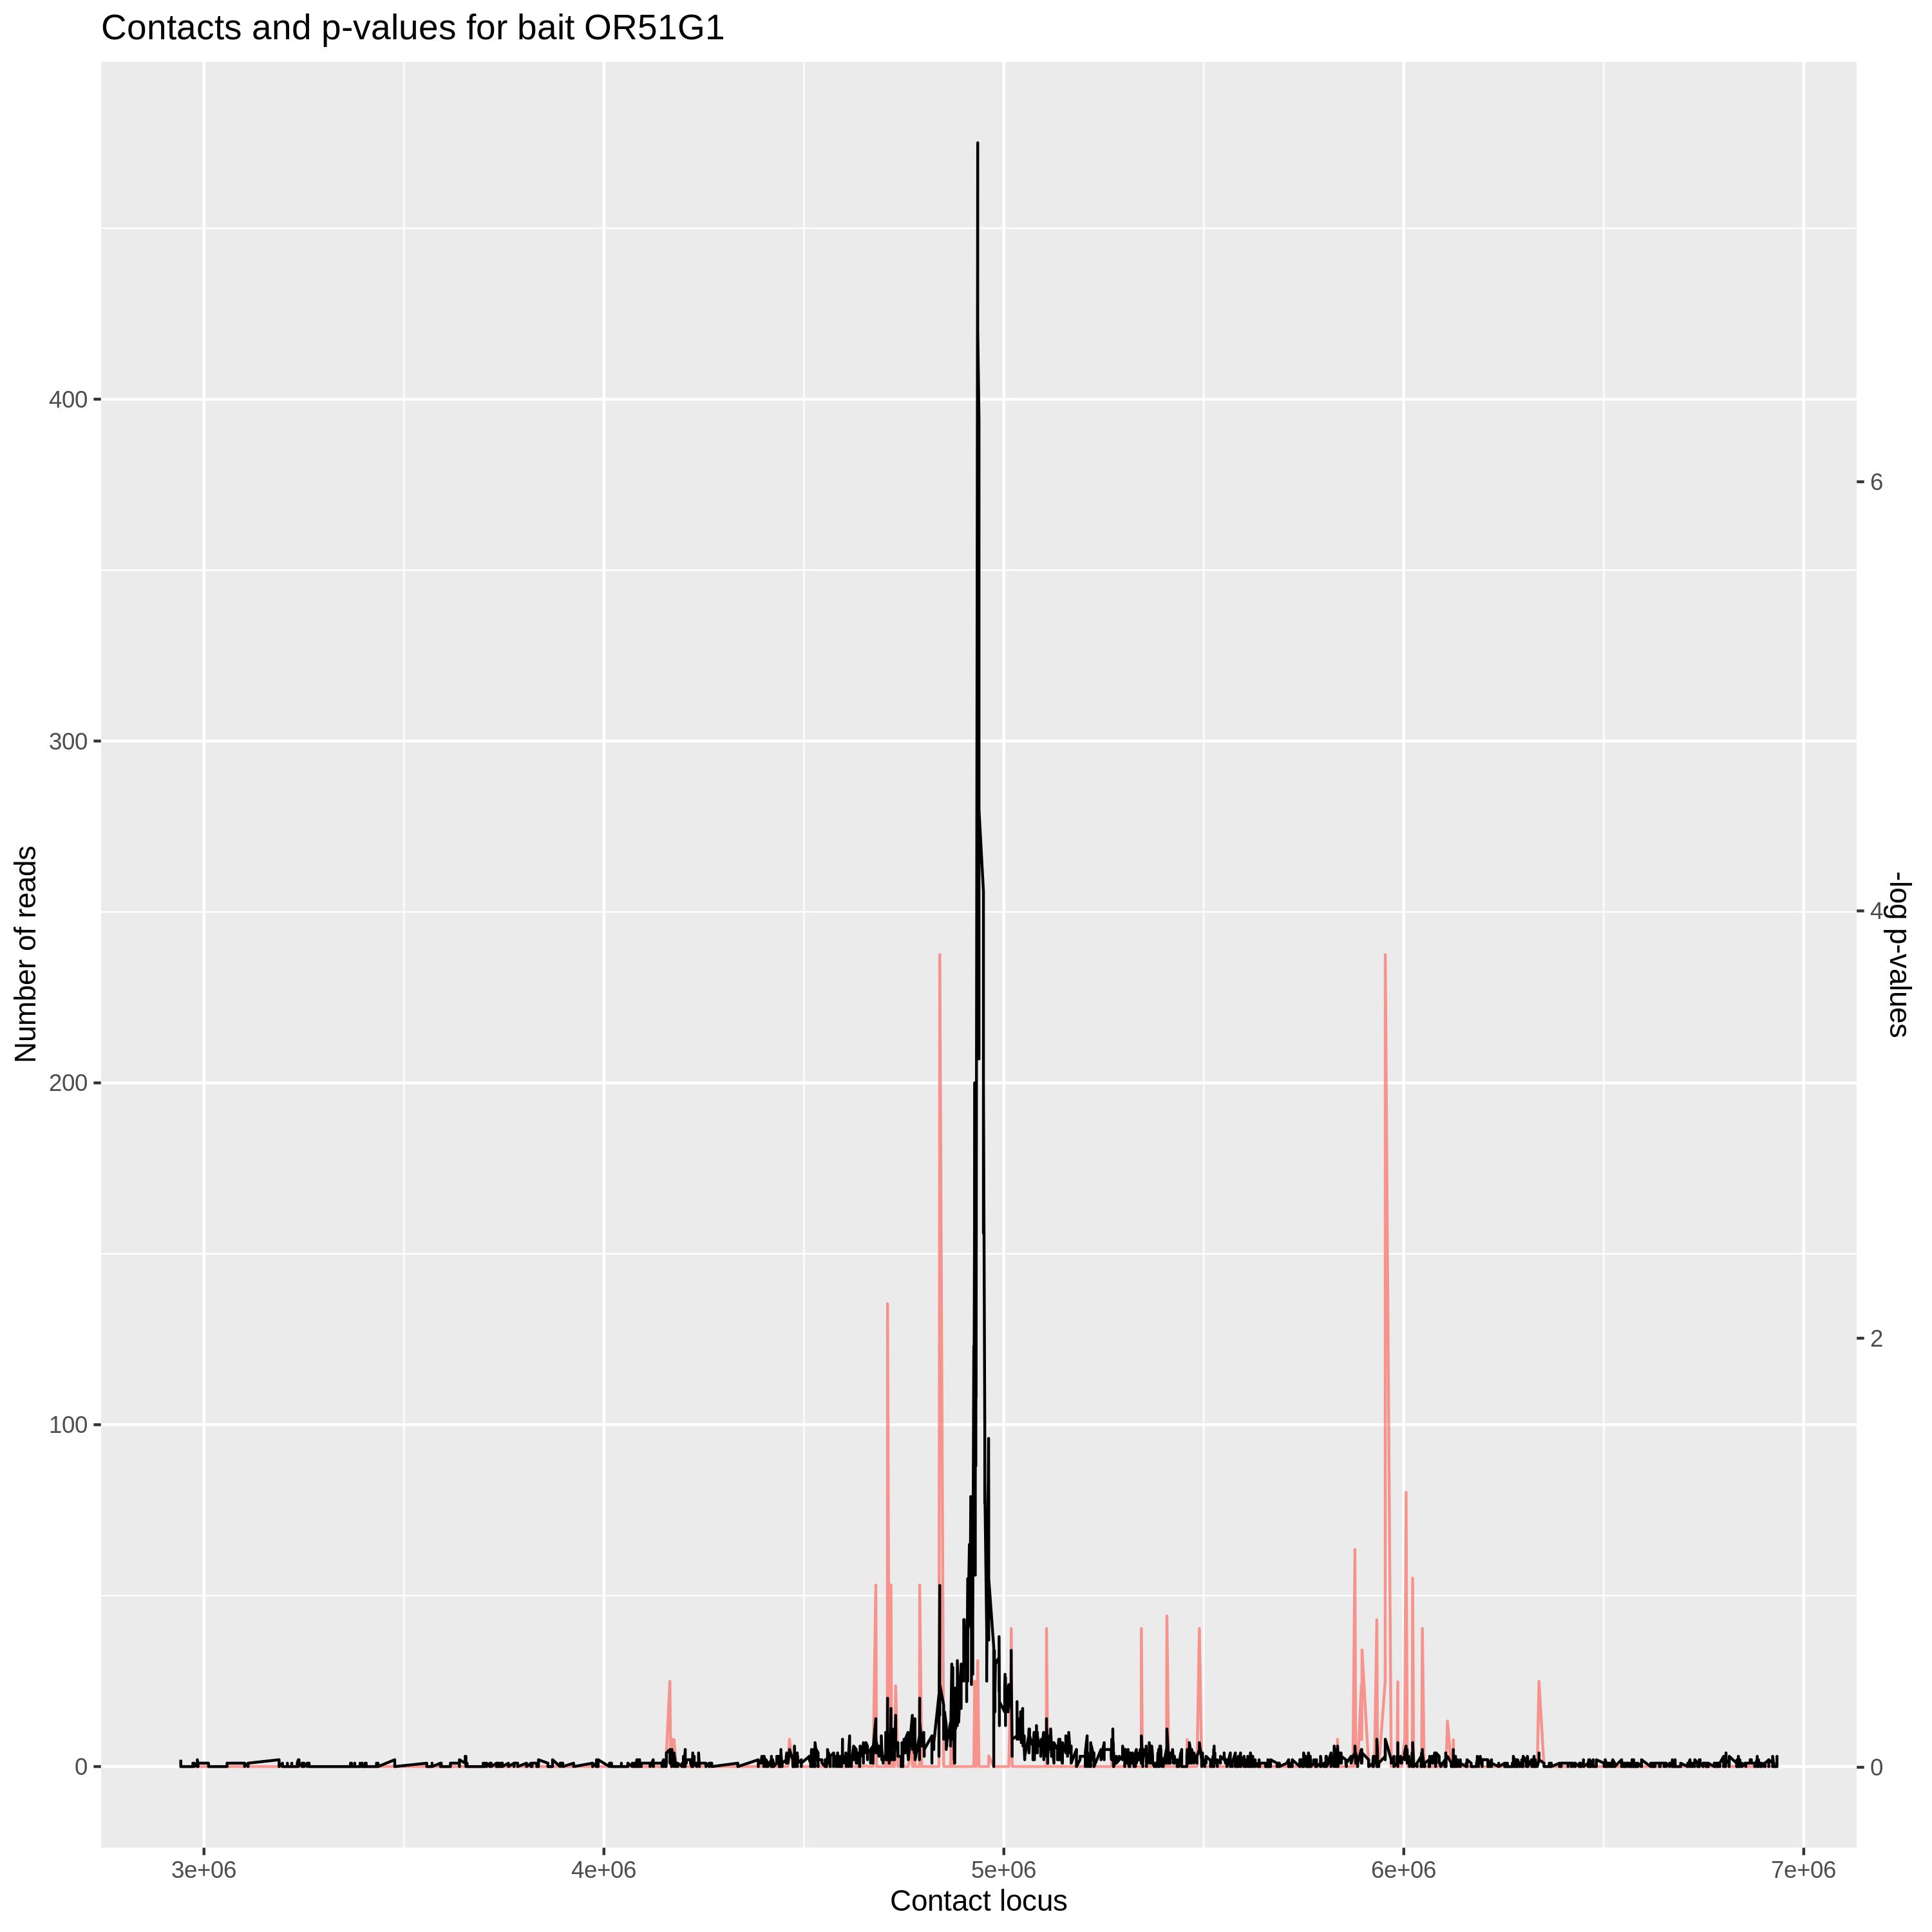 Contacts and p-values for bait OR51G1
400
300
200
100
0
Number of reads
6
4
2
0
-log p-values
3e+06
4e+06
5e+06
6e+06
7e+06
Contact locus